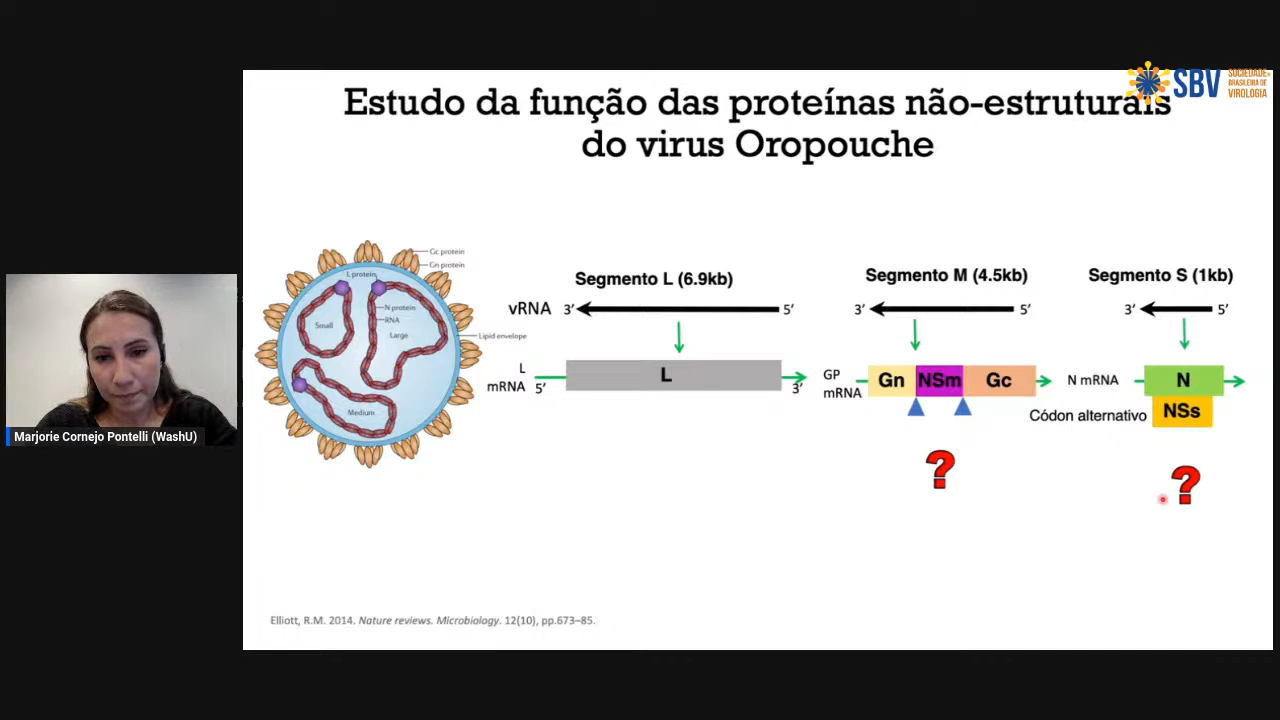 SBV
SOCIEDADE
BRASILEIRA DE
VIROLOGIA
Estudo da função das proteínas não-estruturais
do virus Oropouche
Gc protein
Gn protein
L protein
N protein
RNA
Small
Large
Lipid envelope
Medium
Segmento L (6.9kb)
vRNA 3’ 5’
L
mRNA 5’ L 3’
Segmento M (4.5kb)
3’ 5’
GP
mRNA Gn NSm Gc
?
Segmento S (1kb)
3’ 5’
N mRNA N
Códon alternativo NSs
?
Marjorie Cornejo Pontelli (WashU)
Elliott, R.M. 2014. Nature reviews. Microbiology. 12(10), pp.673–85.